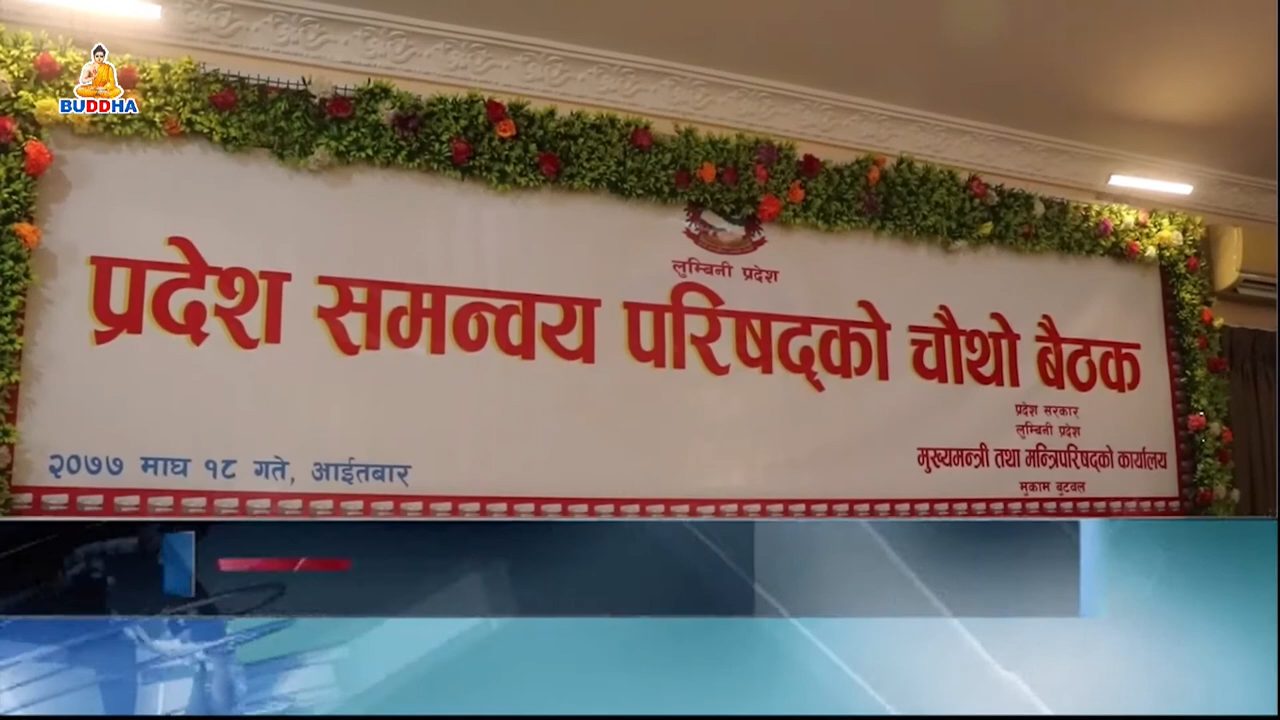 BUDDHA
लुम्बिनी प्रदेश
प्रदेश समन्वय परिषद्को चौथो बैठक
प्रदेश सरकार
लुम्बिनी प्रदेश
मुख्यमन्त्री तथा मन्त्रिपरिषद्को कार्यालय
मुकाम बुटवल
२०७७ माघ १८ गते, आईतबार